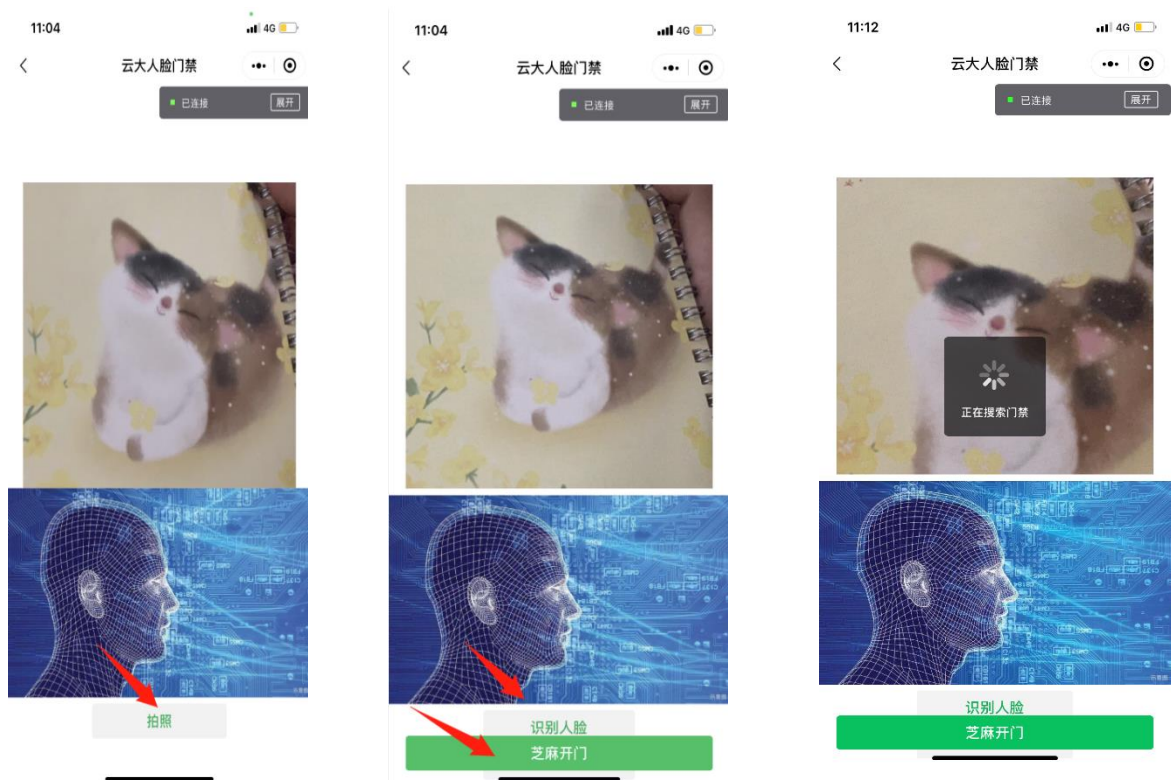 11:04
4G
云大人脸门禁
已连接
展开
拍照
11:04
4G
云大人脸门禁
已连接
展开
识别人脸
芝麻开门
11:12
4G
云大人脸门禁
已连接
展开
正在搜索门禁
识别人脸
芝麻开门